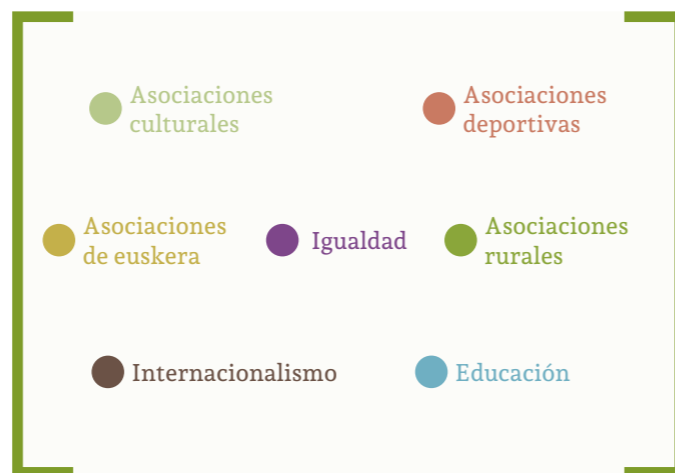 Asociaciones
culturales
Asociaciones
deportivas
Asociaciones
de euskera
Igualdad
Asociaciones
rurales
Internacionalismo
Educación